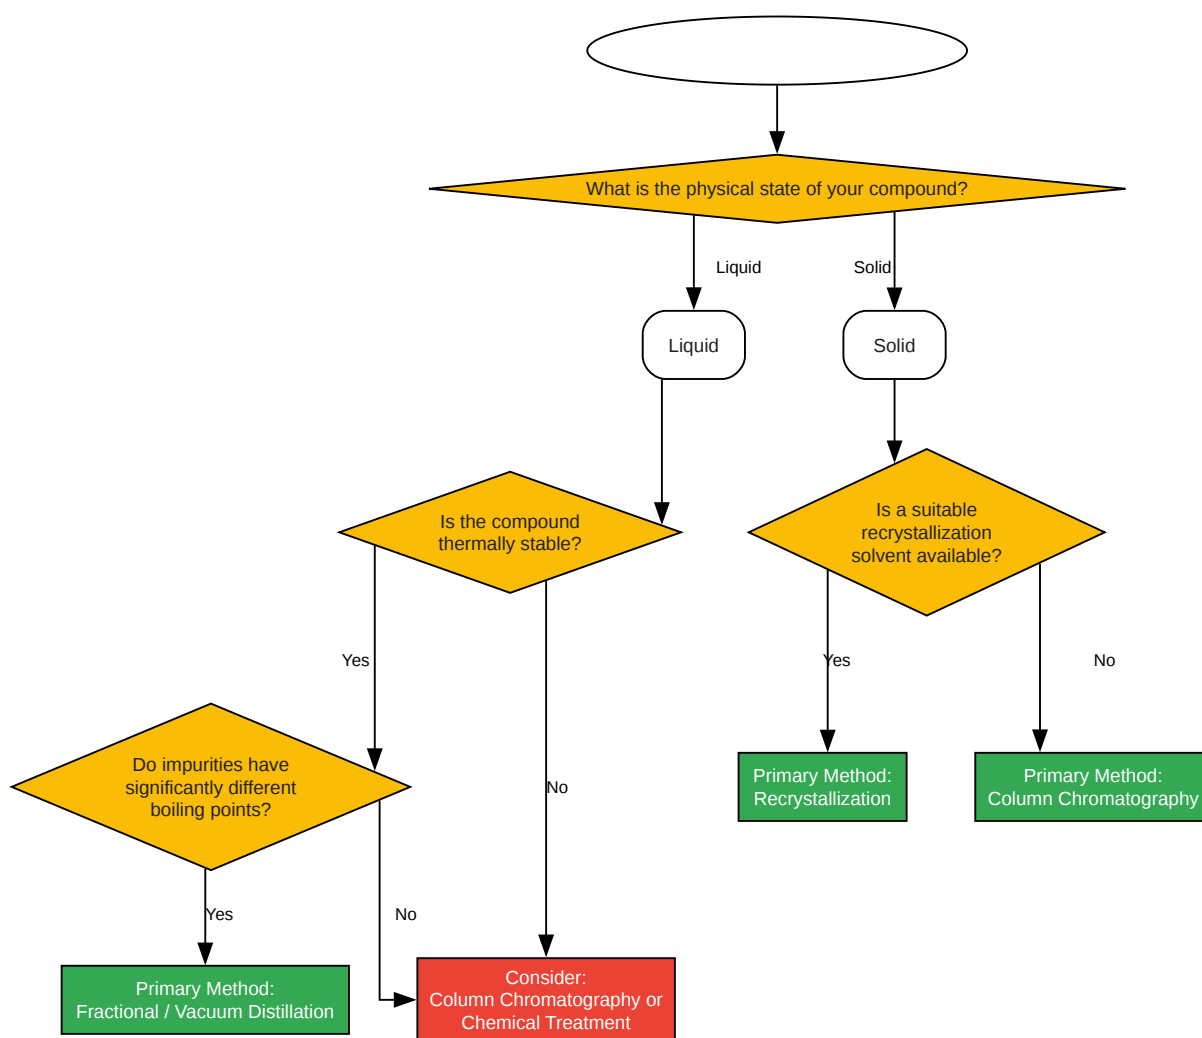 What is the physical state of your compound?
Liquid
Solid
Liquid
Solid
Is the compound
thermally stable?
Is a suitable
recrystallization
solvent available?
Yes
No
Yes
No
Do impurities have
significantly different
boiling points?
Primary Method:
Recrystallization
Primary Method:
Column Chromatography
Yes
No
Primary Method:
Fractional / Vacuum Distillation
Consider:
Column Chromatography or
Chemical Treatment